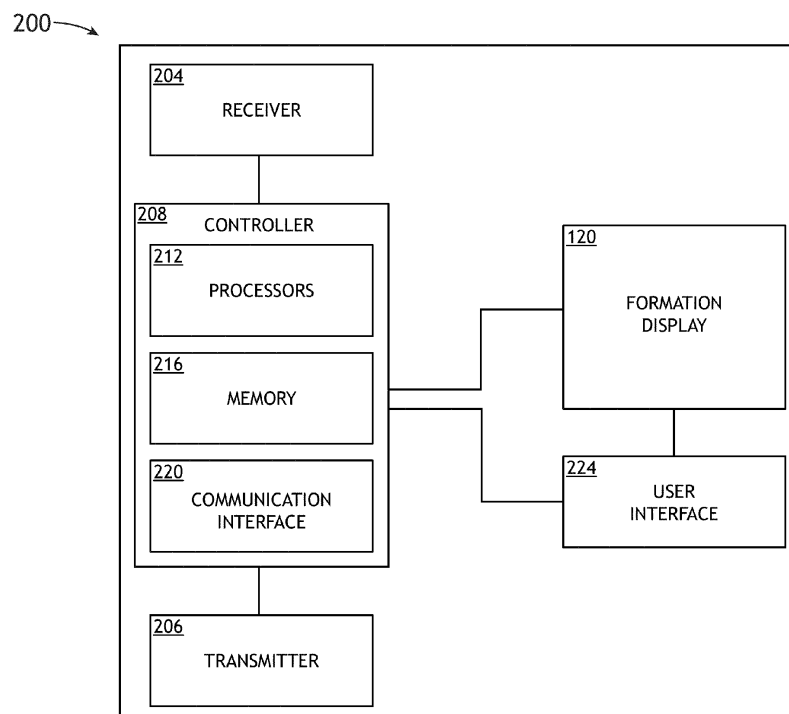 200
204
RECEIVER
208
CONTROLLER
212
PROCESSORS
216
MEMORY
220
COMMUNICATION
INTERFACE
206
TRANSMITTER
120
FORMATION
DISPLAY
224
USER
INTERFACE